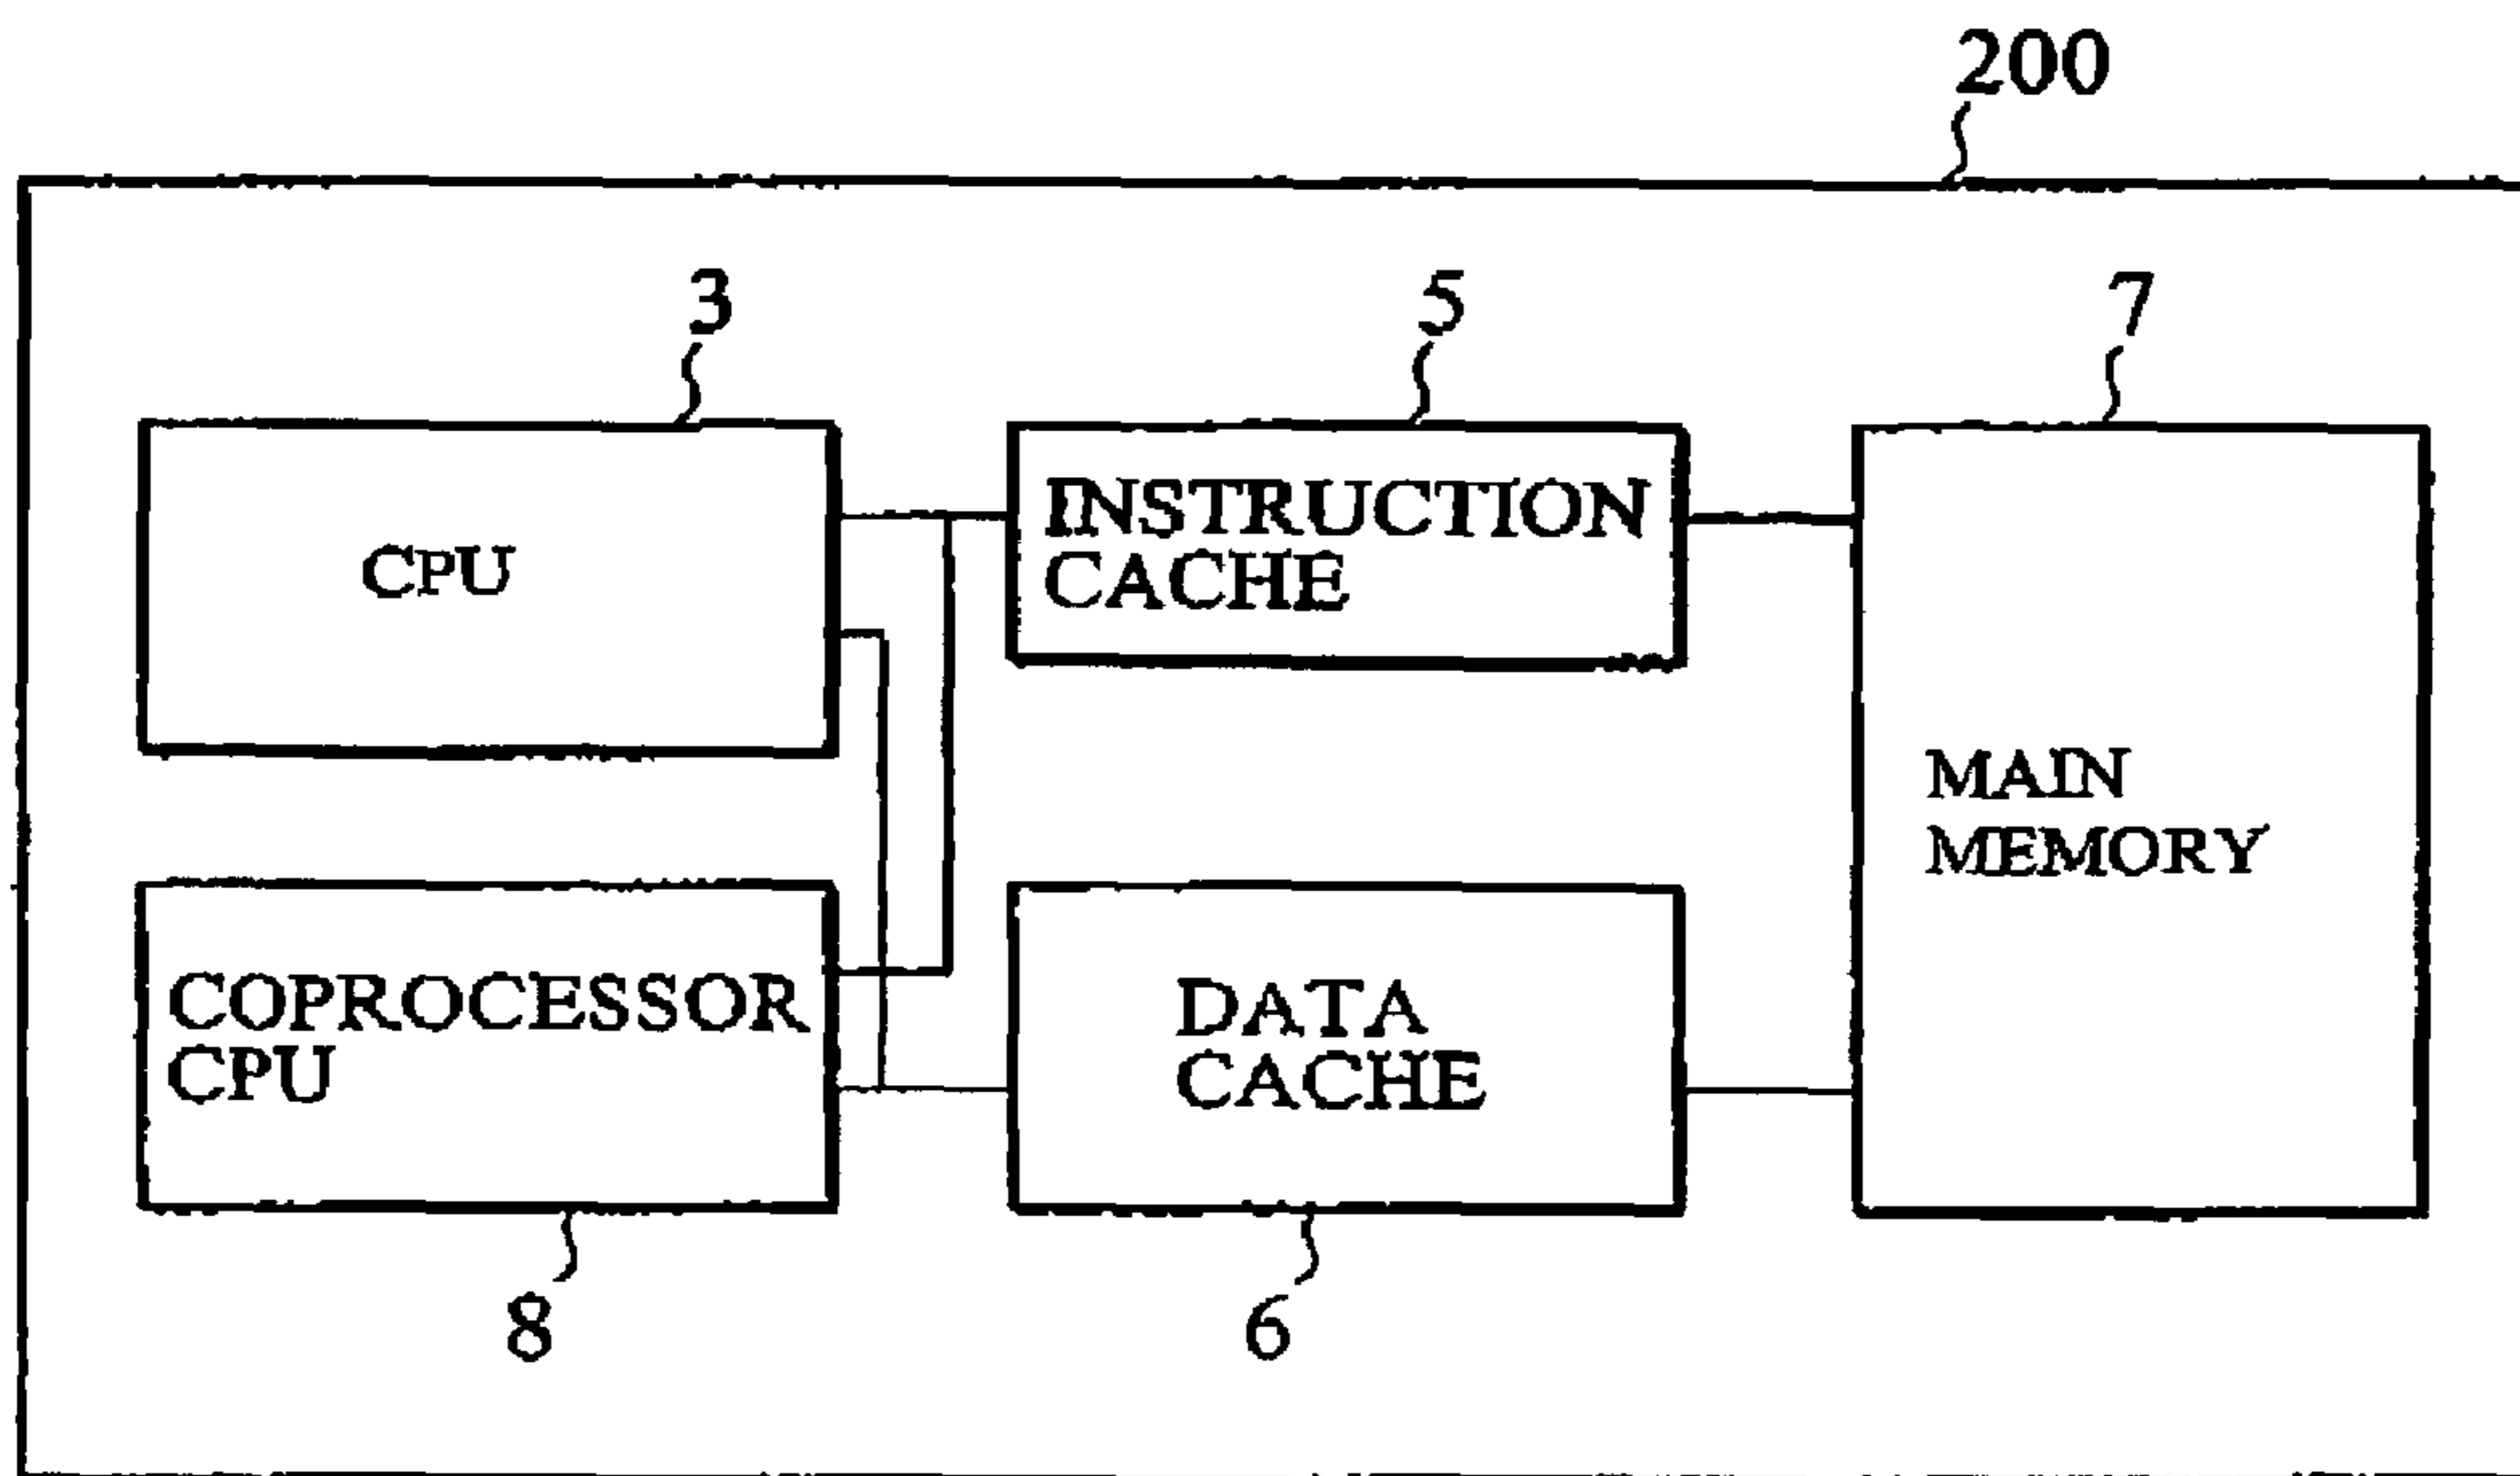 200
3
5
7
CPU
INSTRUCTION
CACHE
MAIN
MEMORY
COPROCESSOR
CPU
DATA
CACHE
8
6